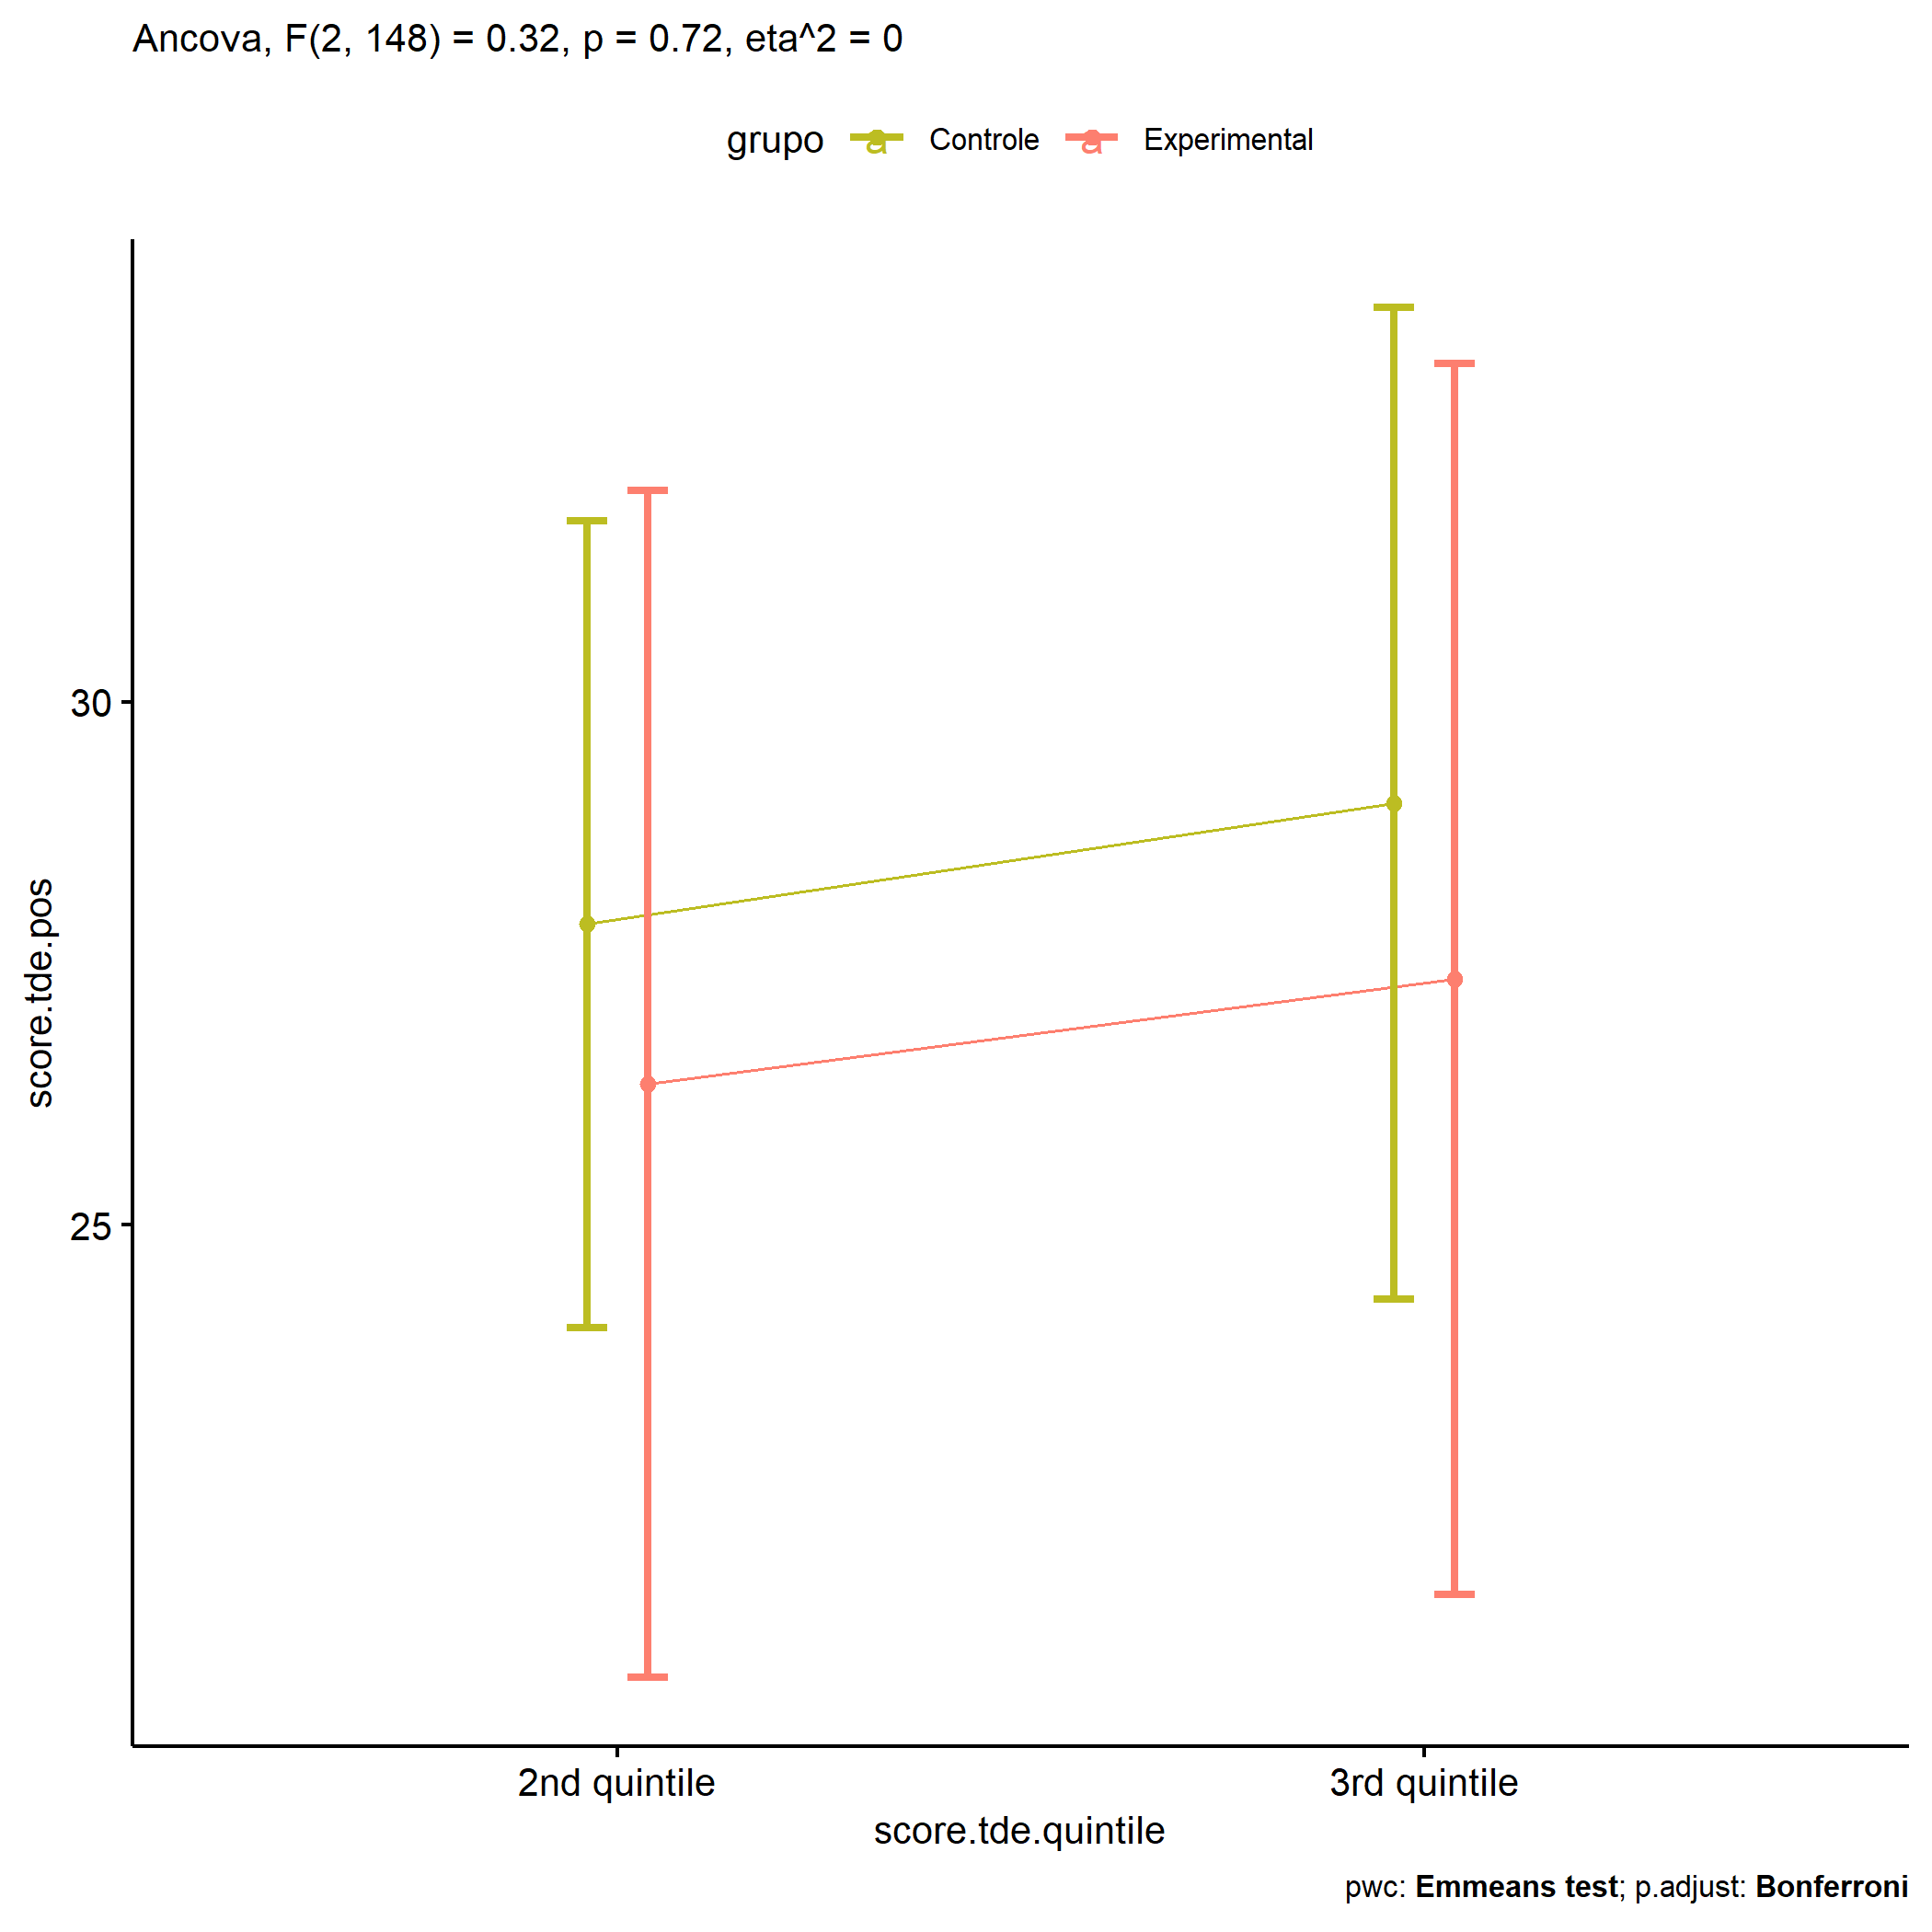 Ancova, F(2, 148) = 0.32, p = 0.72, eta^2 = 0
grupo a Controle a Experimental
30
25
score.tde.pos
2nd quintile 3rd quintile
score.tde.quintile
pwc: Emmeans test; p.adjust: Bonferroni